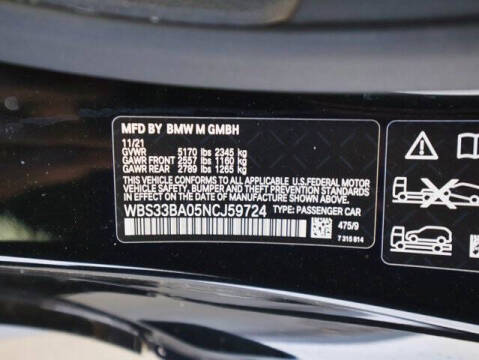 MFD BY BMW M GMBH
11/21
GVWR 5170 lbs 2345 kg
GAWR FRONT 2557 lbs 1160 kg
GAWR REAR 2789 lbs 1265 kg
THIS VEHICLE CONFORMS TO ALL APPLICABLE U.S.FEDERAL MOTOR
VEHICLE SAFETY, BUMPER AND THEFT PREVENTION STANDARDS
IN EFFECT ON THE DATE OF MANUFACTURE SHOWN ABOVE.
WBS33BA05NCJ59724 TYPE: PASSENGER CAR
475/9
7 315 814